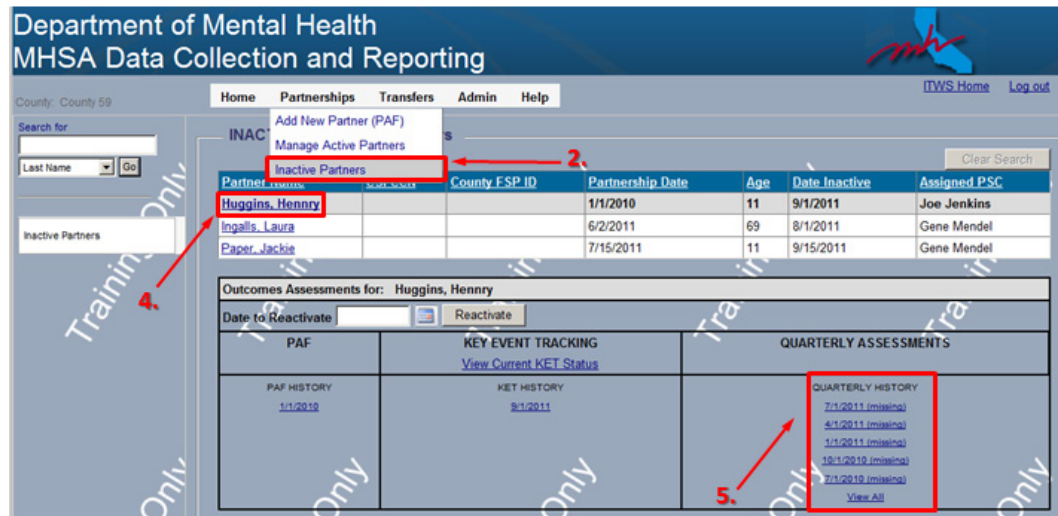 Department of Mental Health
MHSA Data Collection and Reporting
mh
County: County 59
Home Partnerships Transfers Admin Help
ITWS Home Log out
Search for
Last Name Go
Inactive Partners
Add New Partner (PAF)
Manage Active Partners
Inactive Partners
INAC
s
2.
Clear Search
Partner Name CSI CCN County FSP ID Partnership Date Age Date Inactive Assigned PSC
Huggins, Hennry 1/1/2010 11 9/1/2011 Joe Jenkins
Ingalls, Laura 6/2/2011 69 8/1/2011 Gene Mendel
Paper, Jackie 7/15/2011 11 9/15/2011 Gene Mendel
4.
Outcomes Assessments for: Huggins, Hennry
Date to Reactivate Reactivate
PAF KEY EVENT TRACKING QUARTERLY ASSESSMENTS
View Current KET Status
PAF HISTORY KET HISTORY QUARTERLY HISTORY
1/1/2010 9/1/2011 7/1/2011 (missing)
4/1/2011 (missing)
1/1/2011 (missing)
10/1/2010 (missing)
7/1/2010 (missing)
View All
5.
Training Only